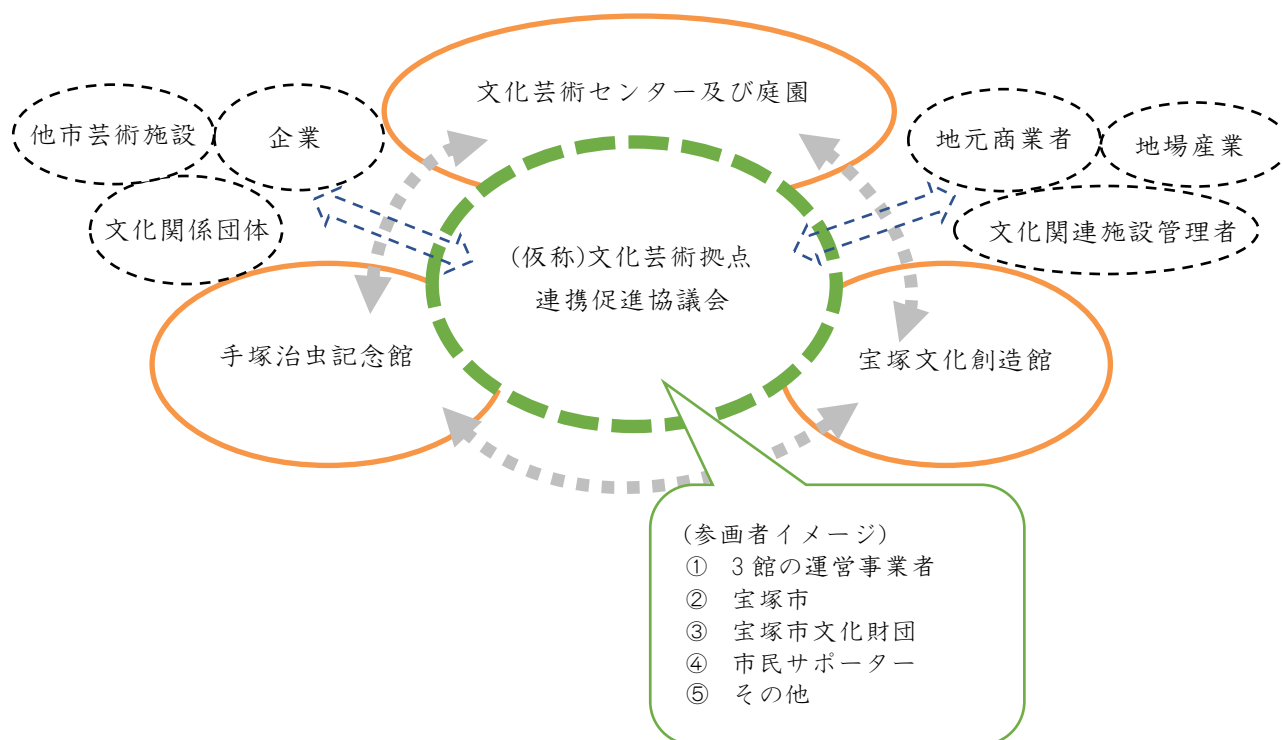 文化芸術センター及び庭園
他市芸術施設
企業
地元商業者
地場産業
文化関係団体
文化関連施設管理者
(仮称)文化芸術拠点
連携促進協議会
手塚治虫記念館
宝塚文化創造館
(参画者イメージ)
① 3館の運営事業者
② 宝塚市
③ 宝塚市文化財団
④ 市民サポーター
⑤ その他